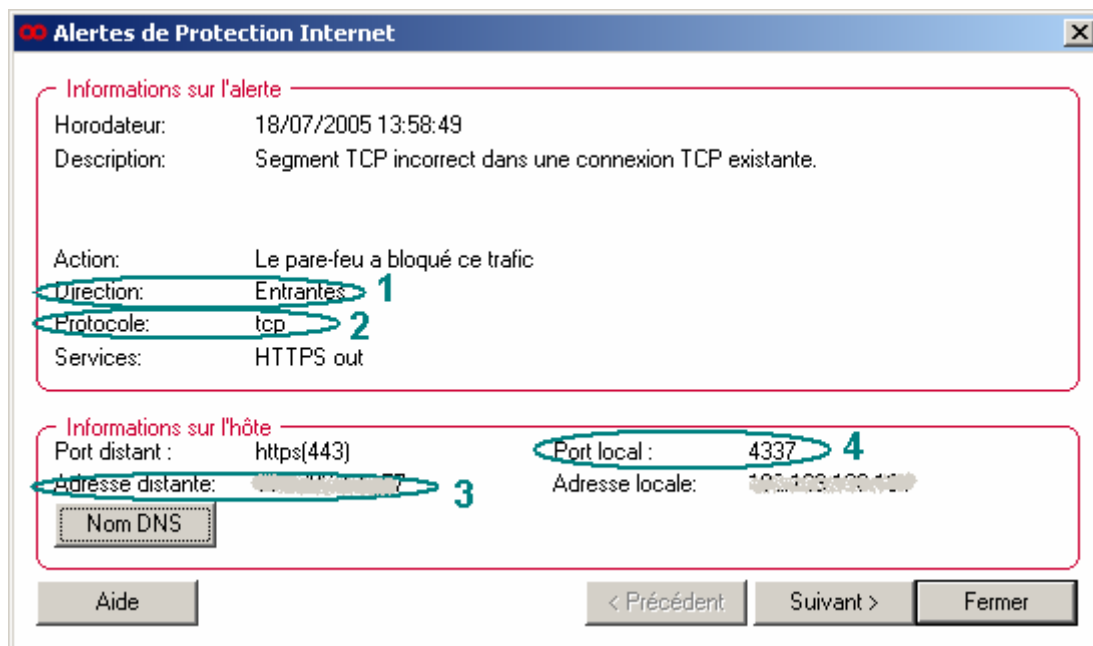 Alertes de Protection Internet
Informations sur l'alerte
Horodateur: 18/07/2005 13:58:49
Description: Segment TCP incorrect dans une connexion TCP existante.
Action: Le pare-feu a bloqué ce trafic
Direction: Entrantes 1
Protocole: tcp 2
Services: HTTPS out
Informations sur l'hôte
Port distant : https(443) Port local : 4337 4
Adresse distante: 3 Adresse locale:
Nom DNS
Aide < Précédent Suivant > Fermer